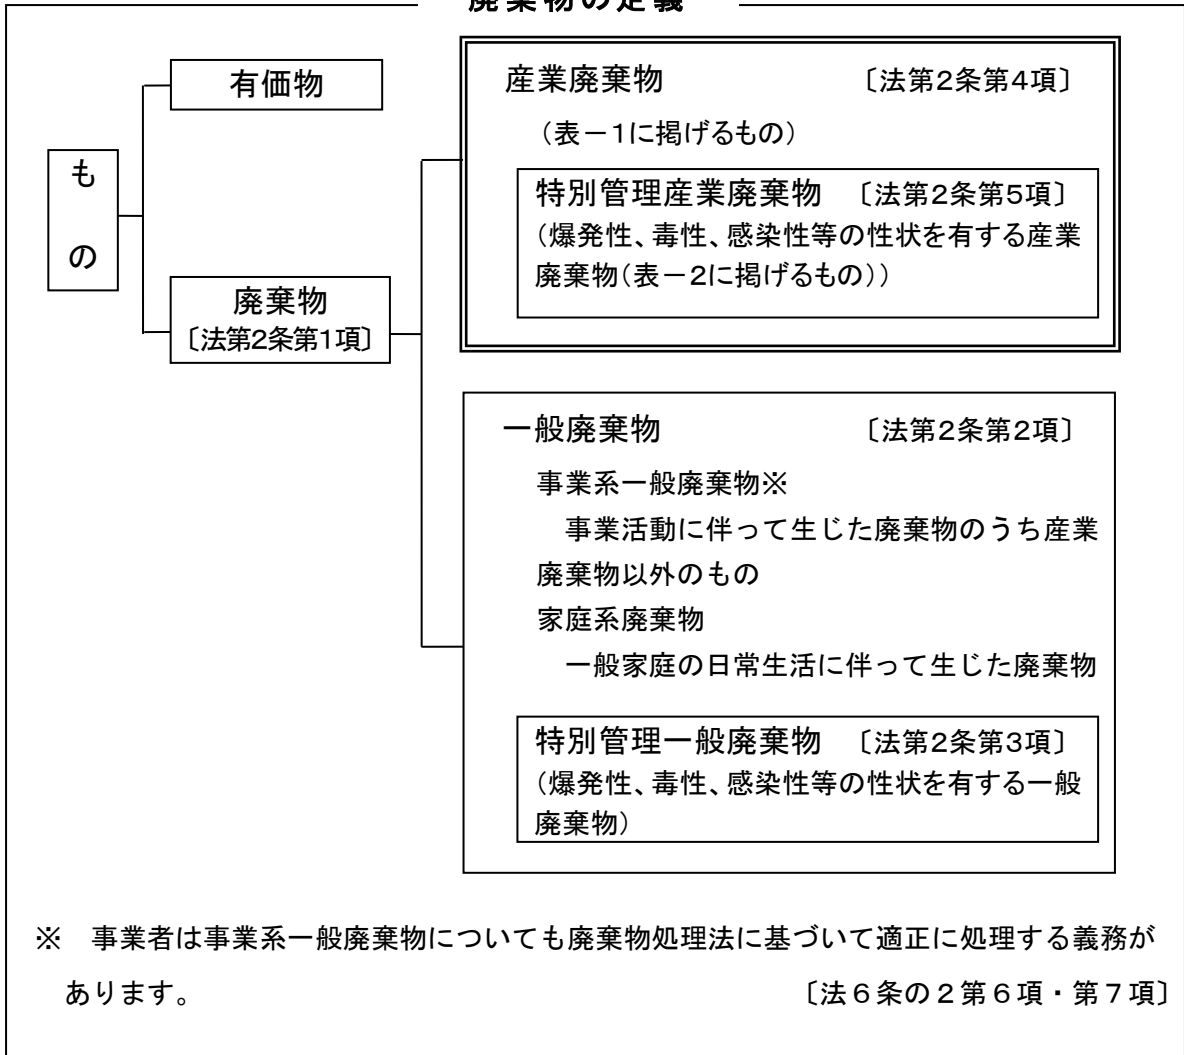 廃棄物の定義
も
の
有価物
廃棄物
〔法第2条第1項〕
産業廃棄物　〔法第2条第4項〕
（表－1に掲げるもの）
特別管理産業廃棄物　〔法第2条第5項〕
（爆発性、毒性、感染性等の性状を有する産業
廃棄物（表－2に掲げるもの））
一般廃棄物　〔法第2条第2項〕
事業系一般廃棄物※
事業活動に伴って生じた廃棄物のうち産業
廃棄物以外のもの
家庭系廃棄物
一般家庭の日常生活に伴って生じた廃棄物
特別管理一般廃棄物　〔法第2条第3項〕
（爆発性、毒性、感染性等の性状を有する一般
廃棄物）
※　事業者は事業系一般廃棄物についても廃棄物処理法に基づいて適正に処理する義務が
あります。　〔法６条の２第６項・第７項〕